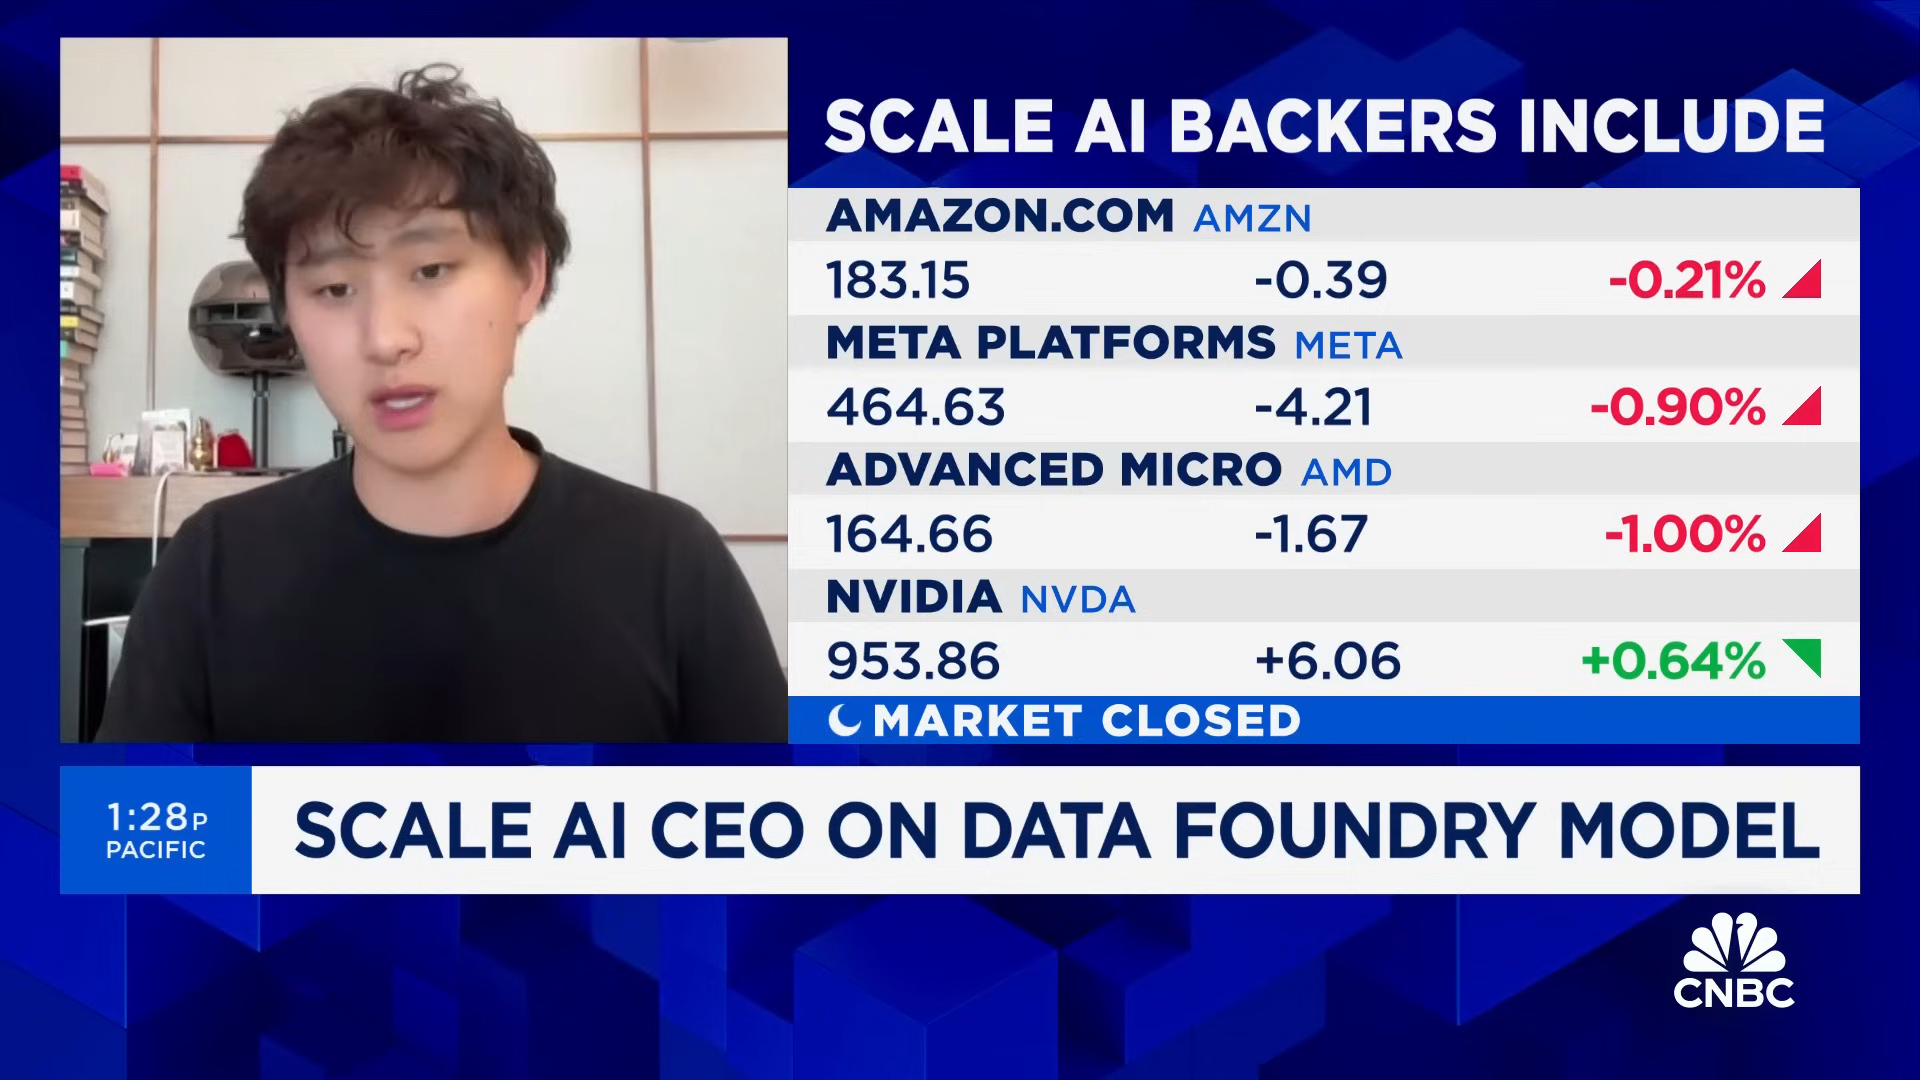 SCALE AI BACKERS INCLUDE
AMAZON.COM AMZN
183.15 -0.39 -0.21%
META PLATFORMS META
464.63 -4.21 -0.90%
ADVANCED MICRO AMD
164.66 -1.67 -1.00%
NVIDIA NVDA
953.86 +6.06 +0.64%
MARKET CLOSED
1:28P
PACIFIC
SCALE AI CEO ON DATA FOUNDRY MODEL
CNBC